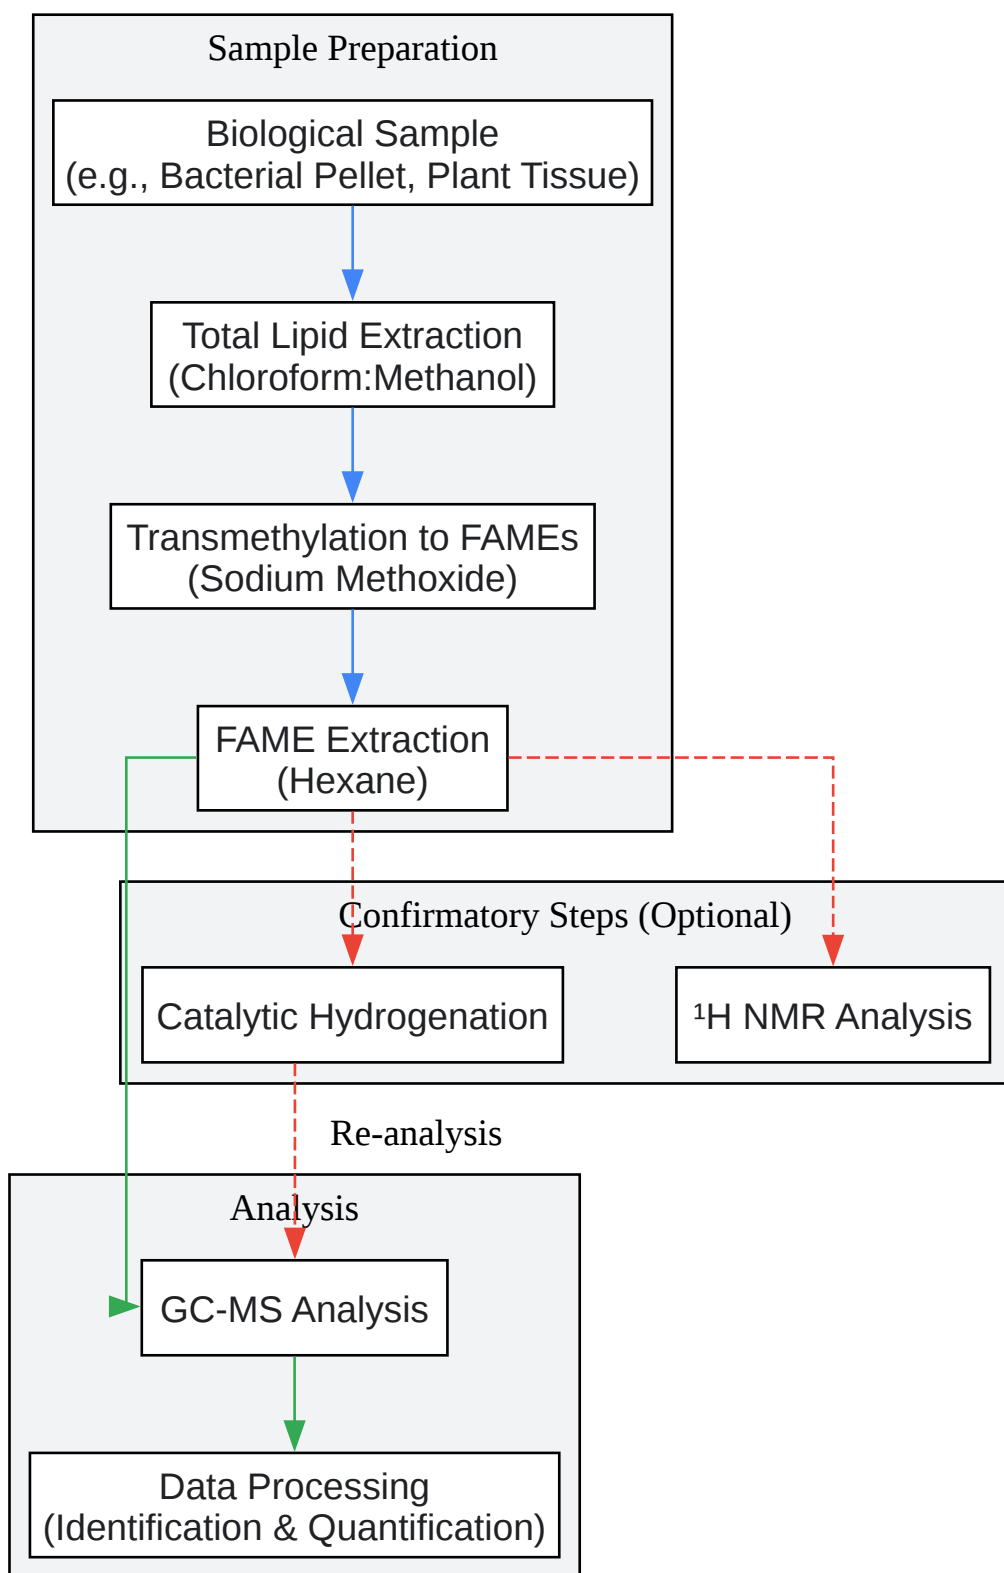 Sample Preparation
Biological Sample
(e.g., Bacterial Pellet, Plant Tissue)
Total Lipid Extraction
(Chloroform:Methanol)
Transmethylation to FAMEs
(Sodium Methoxide)
FAME Extraction
(Hexane)
Confirmatory Steps (Optional)
Catalytic Hydrogenation
¹H NMR Analysis
Re-analysis
Analysis
GC-MS Analysis
Data Processing
(Identification & Quantification)